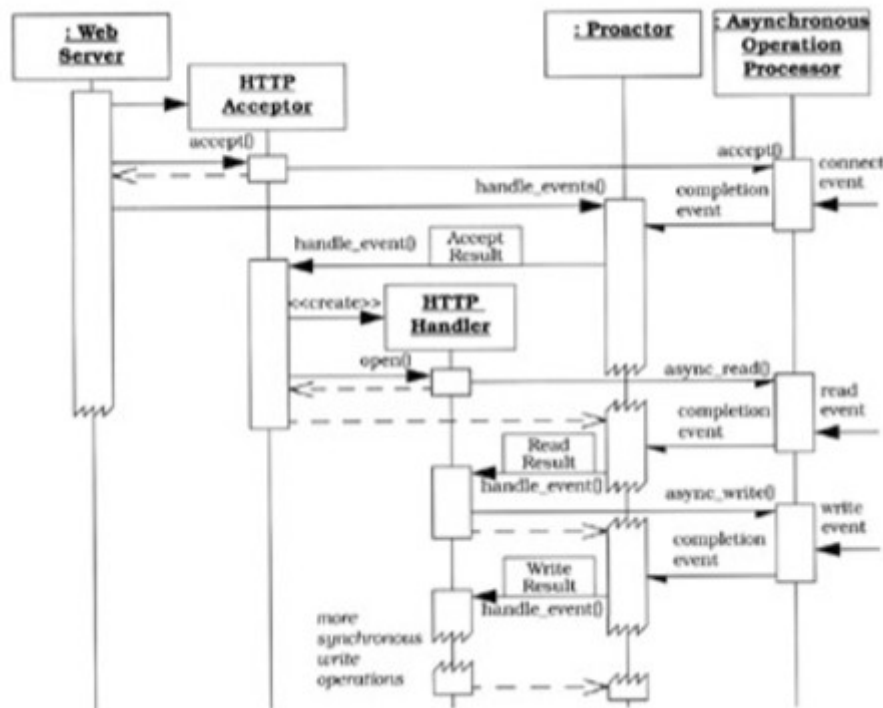 : Web
Server
: Proactor
: Asynchronous
Operation
Processor
HTTP
Acceptor
accept()
accept()
connect
event
handle_events()
completion
event
handle_event()
Accept
Result
<<create>>
HTTP
Handler
open()
async_read()
read
event
completion
event
Read
Result
handle_event()
async_write()
write
event
completion
event
Write
Result
handle_event()
more
synchronous
write
operations